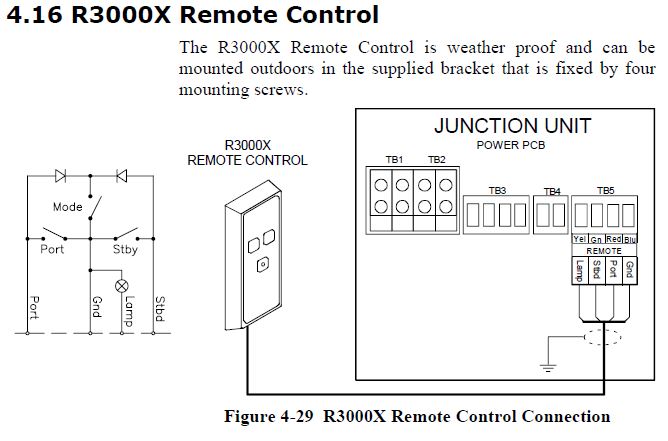 4.16 R3000X Remote Control
The R3000X Remote Control is weather proof and can be
mounted outdoors in the supplied bracket that is fixed by four
mounting screws.
R3000X
REMOTE CONTROL
JUNCTION UNIT
POWER PCB
TB1 TB2
TB3 TB4 TB5
Mode
Port Stby
Port Gnd Lamp Stbd
Yel Gn Red Blu
REMOTE
Lamp Stbd Port Gnd
Figure 4-29 R3000X Remote Control Connection